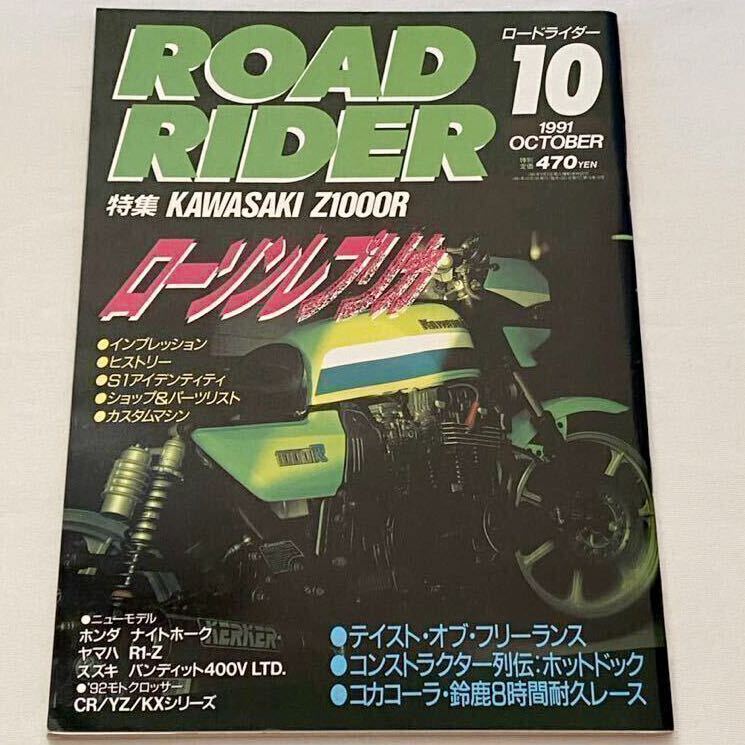 ROAD
RIDER
ロードライダー
10
1991
OCTOBER
特別
定価 470YEN
特集 KAWASAKI Z1000R
ローソンレプリカ
●インプレッション
●ヒストリー
●S1アイデンティティ
●ショップ&パーツリスト
●カスタムマシン
Kawasaki
1000R
KERKER
●ニューモデル
ホンダ ナイトホーク
ヤマハ R1-Z
スズキ バンディット400V LTD.
●'92モトクロッサー
CR/YZ/KXシリーズ
●テイスト・オブ・フリーランス
●コンストラクター列伝:ホットドック
●コカコーラ・鈴鹿8時間耐久レース